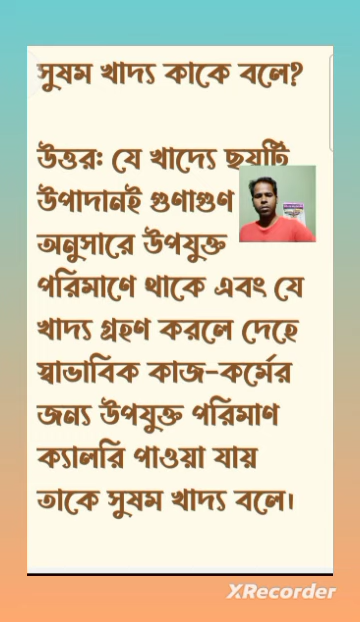 সুষম খাদ্য কাকে বলে?
উত্তরঃ যে খাদ্যে ছয়টি
উপাদানই গুণাগুণ
অনুসারে উপযুক্ত
পরিমাণে থাকে এবং যে
খাদ্য গ্রহণ করলে দেহে
স্বাভাবিক কাজ-কর্মের
জন্য উপযুক্ত পরিমাণ
ক্যালরি পাওয়া যায়
তাকে সুষম খাদ্য বলে।
XRecorder